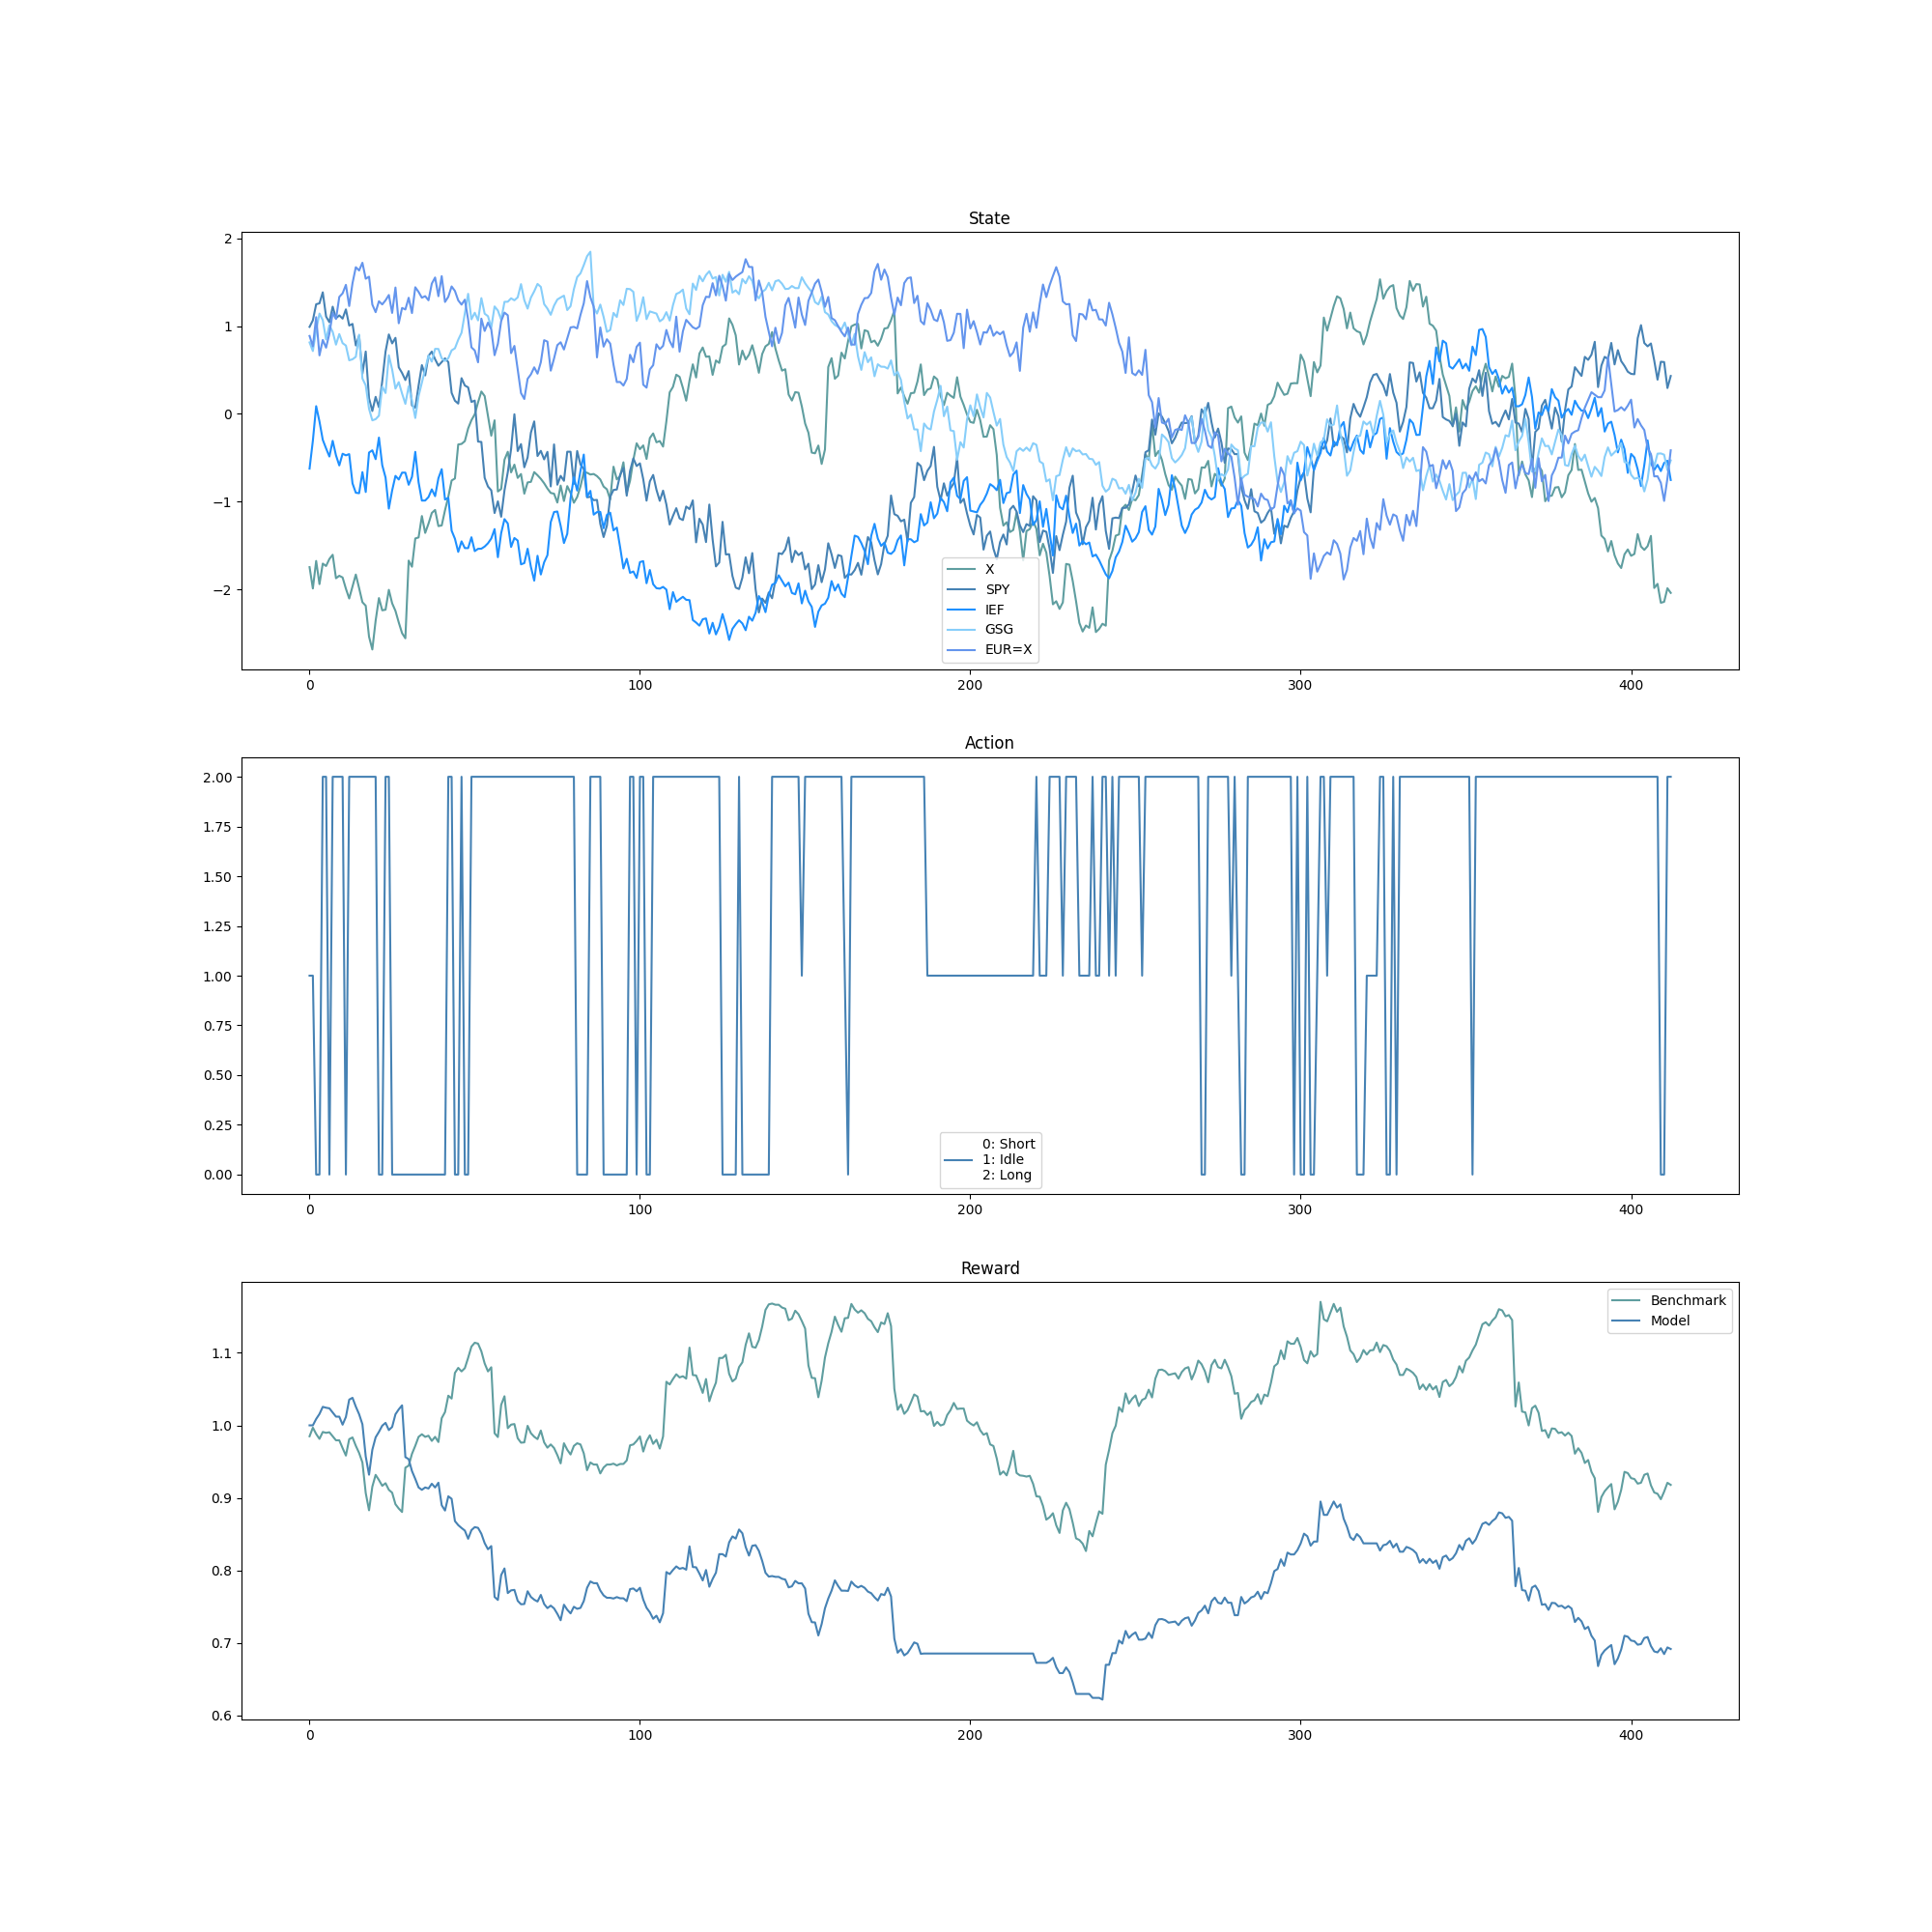 State
2
1
0
−1
−2
X
SPY
IEF
GSG
EUR=X
0 100 200 300 400
Action
2.00
1.75
1.50
1.25
1.00
0.75
0.50
0.25
0.00
0: Short
1: Idle
2: Long
0 100 200 300 400
Reward
Benchmark
Model
1.1
1.0
0.9
0.8
0.7
0.6
0 100 200 300 400